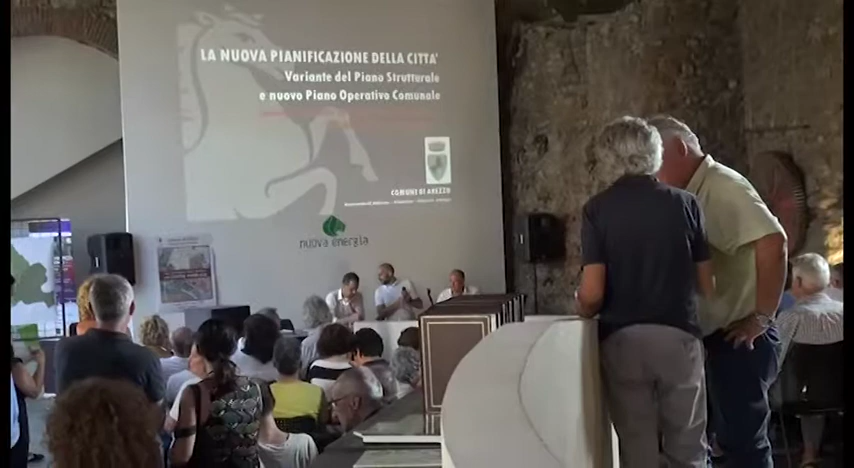 LA NUOVA PIANIFICAZIONE DELLA CITTA'
Variante del Piano Strutturale
e nuovo Piano Operativo Comunale
COMUNE DI AREZZO
nuova energia